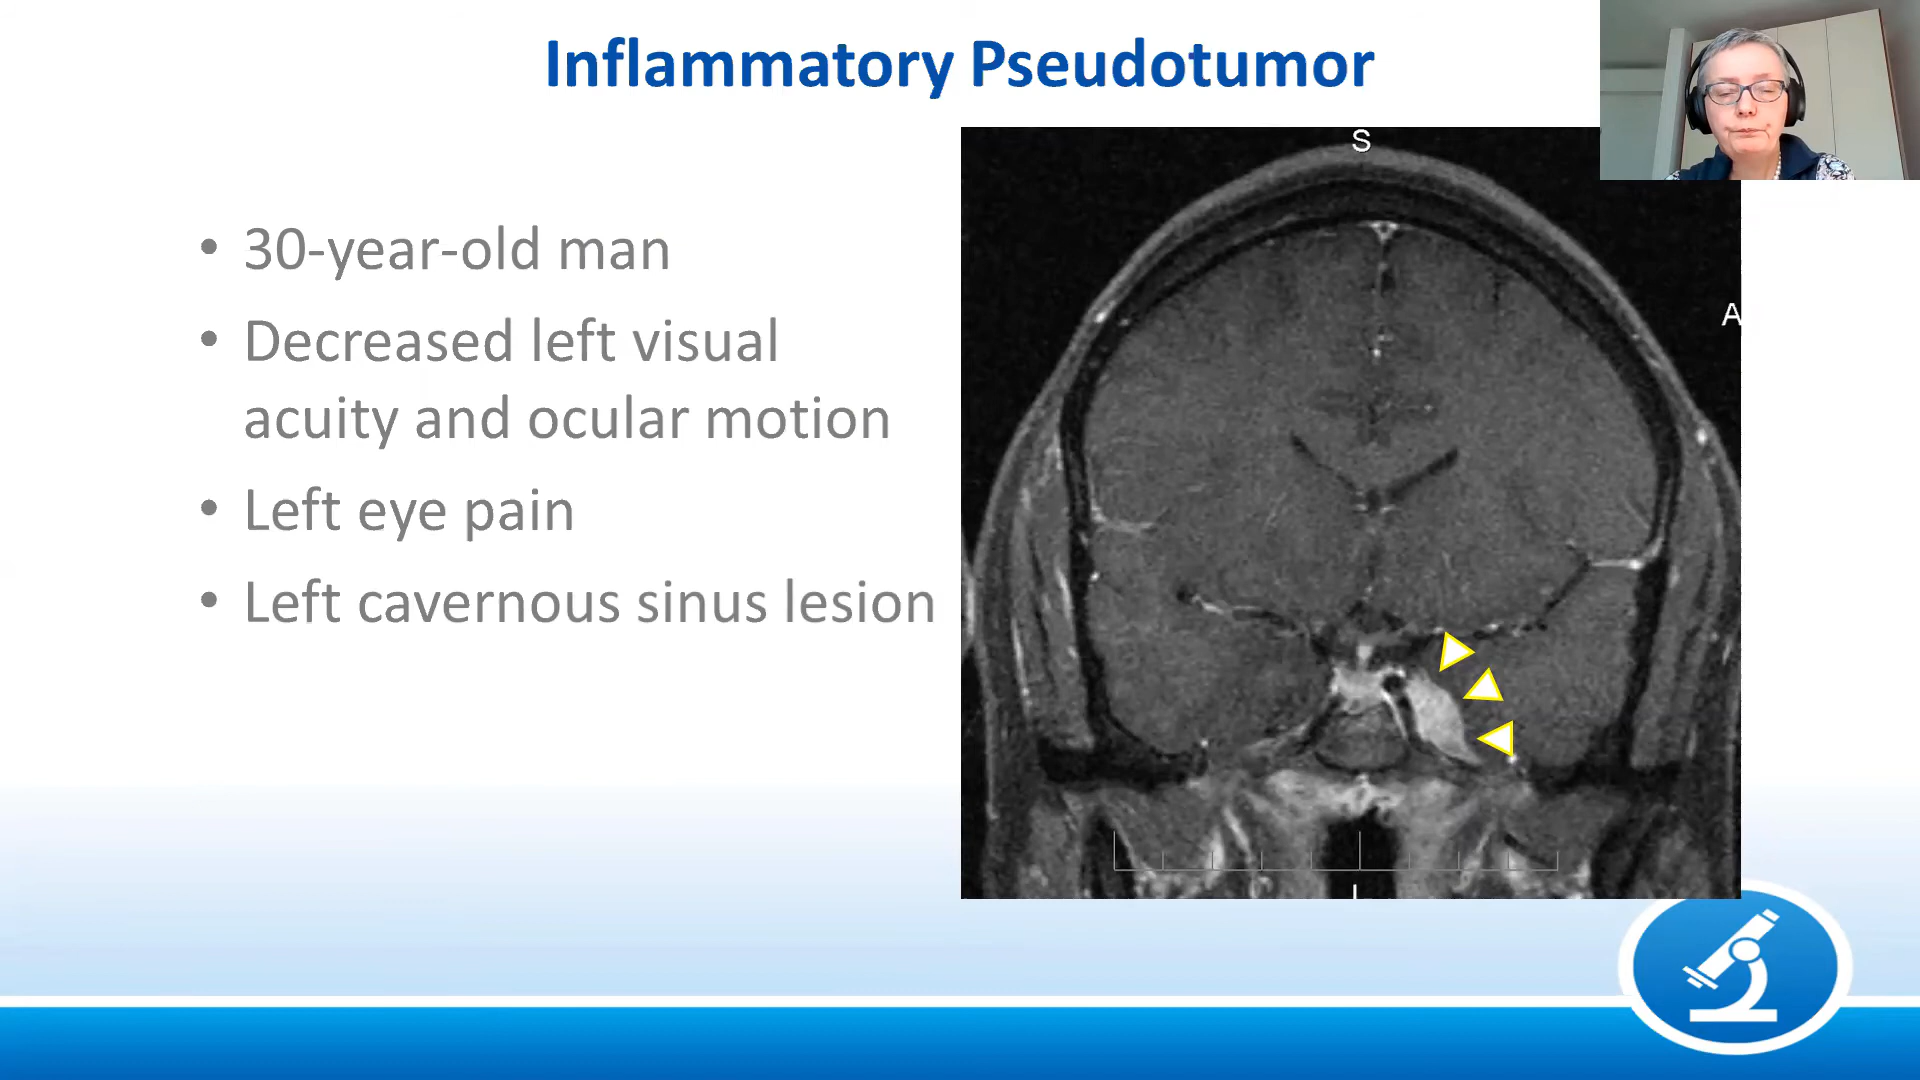 Inflammatory Pseudotumor
S
A
• 30-year-old man
• Decreased left visual
acuity and ocular motion
• Left eye pain
• Left cavernous sinus lesion